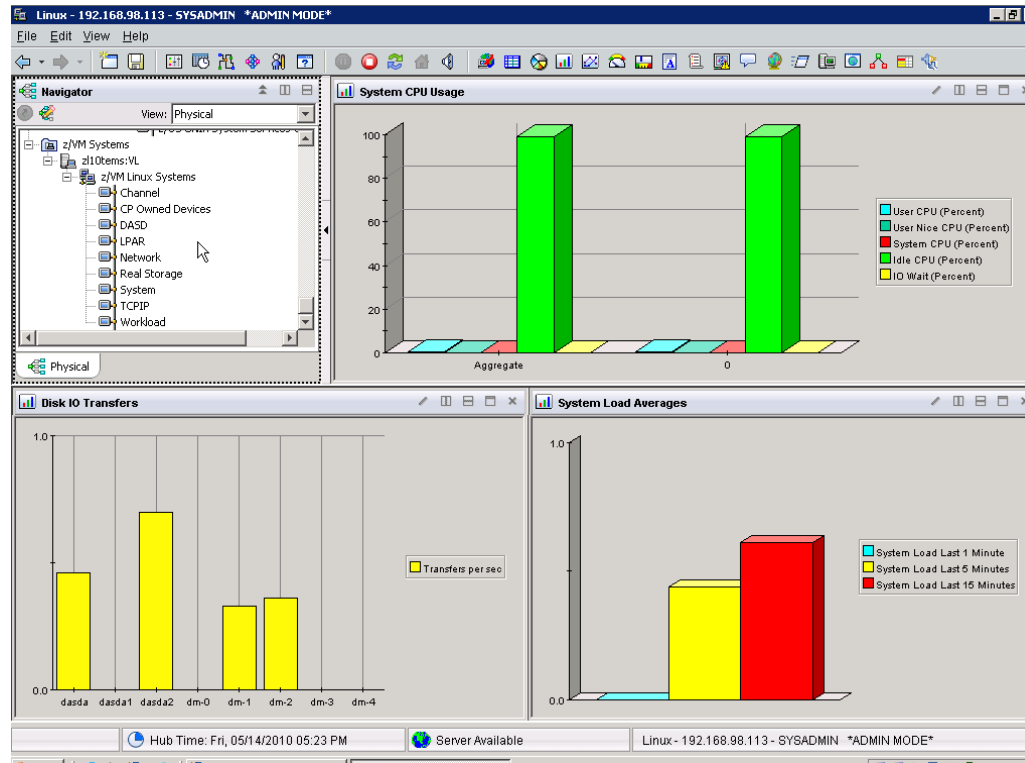 Linux - 192.168.98.113 - SYSADMIN *ADMIN MODE*
File Edit View Help
Navigator
View: Physical
z/VM Systems
zl10tems:VL
z/VM Linux Systems
Channel
CP Owned Devices
DASD
LPAR
Network
Real Storage
System
TCPIP
Workload
Physical
System CPU Usage
100
80
60
40
20
0
Aggregate
0
User CPU (Percent)
User Nice CPU (Percent)
System CPU (Percent)
Idle CPU (Percent)
IO Wait (Percent)
Disk IO Transfers
1.0
0.0
dasda dasda1 dasda2 dm-0 dm-1 dm-2 dm-3 dm-4
Transfers per sec
System Load Averages
1.0
0.0
System Load Last 1 Minute
System Load Last 5 Minutes
System Load Last 15 Minutes
Hub Time: Fri, 05/14/2010 05:23 PM
Server Available
Linux - 192.168.98.113 - SYSADMIN *ADMIN MODE*